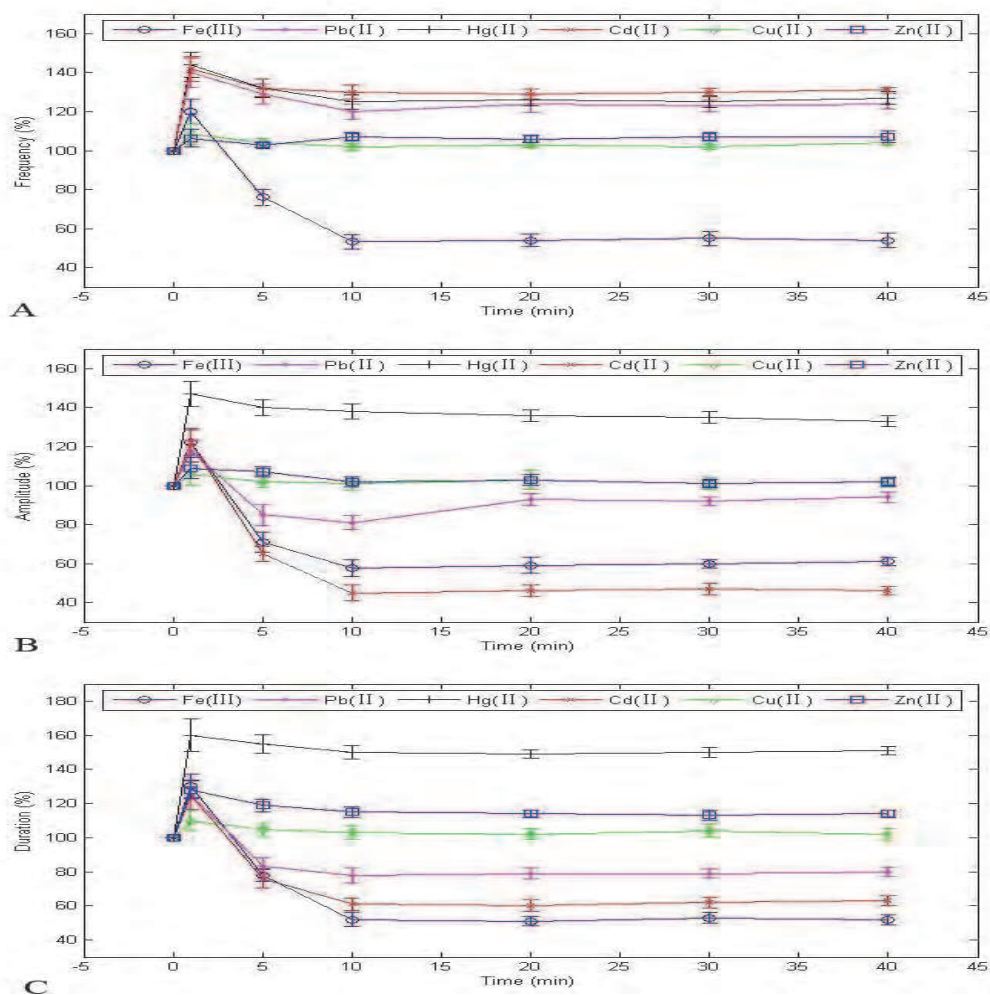 160
140
120
100
80
60
40
Frequency (%)
Fe(III) Pb(II) Hg(II) Cd(II) Cu(II) Zn(II)
-5 0 5 10 15 20 25 30 35 40 45
Time (min)
A
160
140
120
100
80
60
40
Amplitude (%)
Fe(III) Pb(II) Hg(II) Cd(II) Cu(II) Zn(II)
-5 0 5 10 15 20 25 30 35 40 45
Time (min)
B
180
160
140
120
100
80
60
40
Duration (%)
Fe(III) Pb(II) Hg(II) Cd(II) Cu(II) Zn(II)
-5 0 5 10 15 20 25 30 35 40 45
Time (min)
C